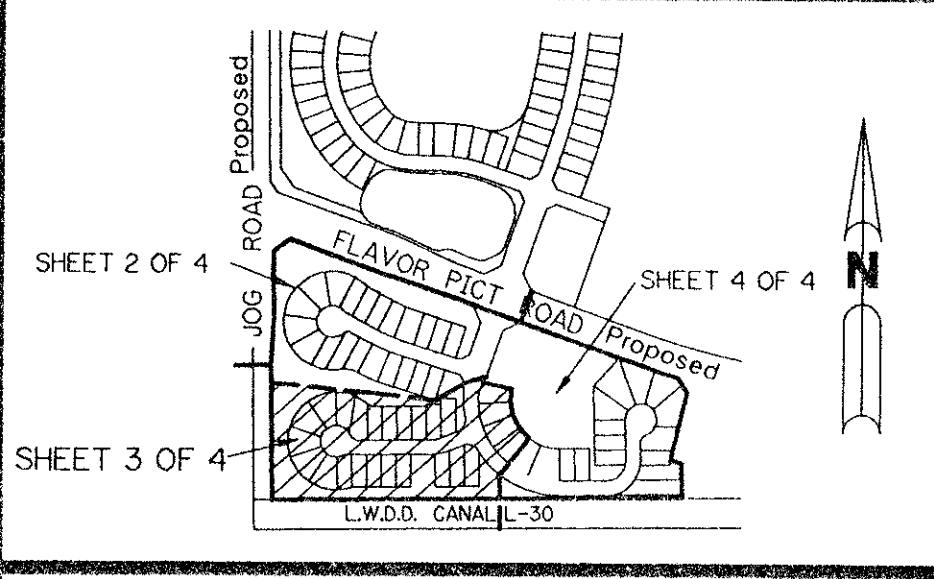 JOG ROAD Proposed
SHEET 2 OF 4
FLAVOR PICT ROAD Proposed
SHEET 4 OF 4
N
SHEET 3 OF 4
L.W.D.D. CANAL L-30